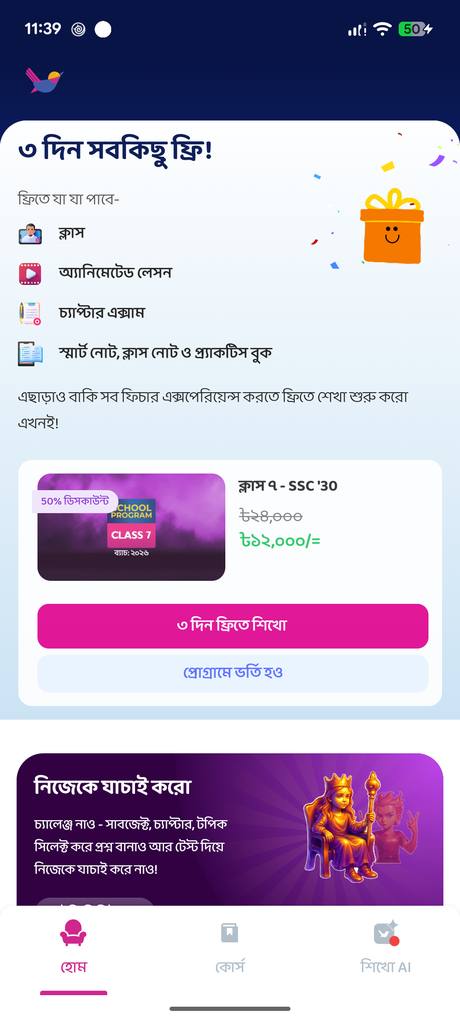 11:39
50
৩ দিন সবকিছু ফ্রি!
ফ্রিতে যা যা পাবে-
ক্লাস
অ্যানিমেটেড লেসন
চ্যাপ্টার এক্সাম
স্মার্ট নোট, ক্লাস নোট ও প্র্যাকটিস বুক
এছাড়াও বাকি সব ফিচার এক্সপেরিয়েন্স করতে ফ্রিতে শেখা শুরু করো
এখনই!
50% ডিসকাউন্ট
SCHOOL
PROGRAM
CLASS 7
ব্যাচ: ২০২৬
ক্লাস ৭ - SSC '30
৳২৪,০০০
৳১২,০০০/=
৩ দিন ফ্রিতে শিখো
প্রোগ্রামে ভর্তি হও
নিজেকে যাচাই করো
চ্যালেঞ্জ নাও - সাবজেক্ট, চ্যাপ্টার, টপিক
সিলেক্ট করে প্রশ্ন বানাও আর টেস্ট দিয়ে
নিজেকে যাচাই করে নাও!
হোম
কোর্স
শিখো AI